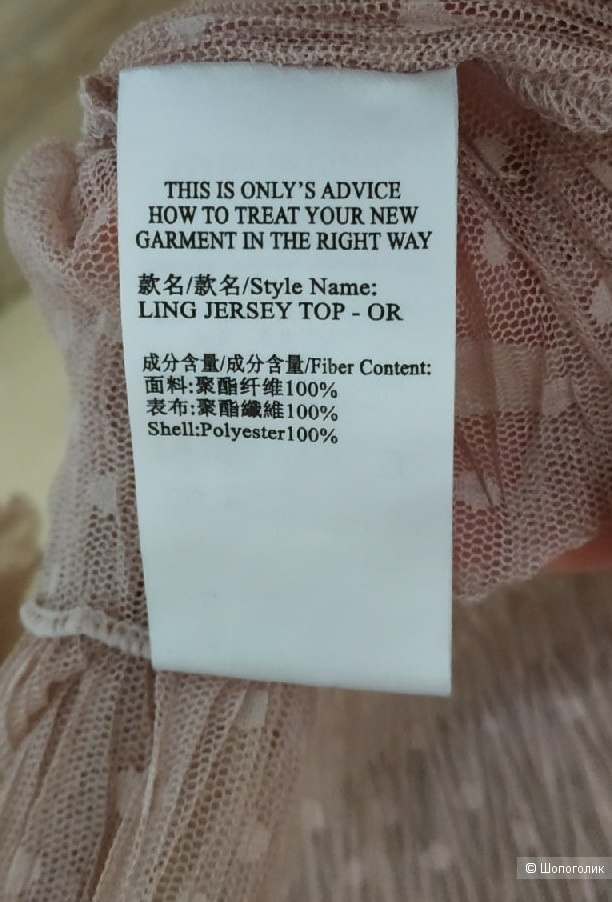 THIS IS ONLY'S ADVICE
HOW TO TREAT YOUR NEW
GARMENT IN THE RIGHT WAY
款名/款名/Style Name:
LING JERSEY TOP - OR
成分含量/成分含量/Fiber Content:
面料:聚酯纤维100%
表布:聚酯纖維100%
Shell:Polyester100%
© Шопоголик